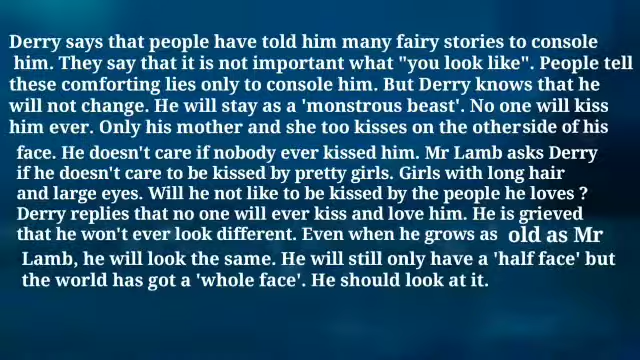 Derry says that people have told him many fairy stories to console
him. They say that it is not important what "you look like". People tell
these comforting lies only to console him. But Derry knows that he
will not change. He will stay as a 'monstrous beast'. No one will kiss
him ever. Only his mother and she too kisses on the other side of his
face. He doesn't care if nobody ever kissed him. Mr Lamb asks Derry
if he doesn't care to be kissed by pretty girls. Girls with long hair
and large eyes. Will he not like to be kissed by the people he loves ?
Derry replies that no one will ever kiss and love him. He is grieved
that he won't ever look different. Even when he grows as old as Mr
Lamb, he will look the same. He will still only have a 'half face' but
the world has got a 'whole face'. He should look at it.